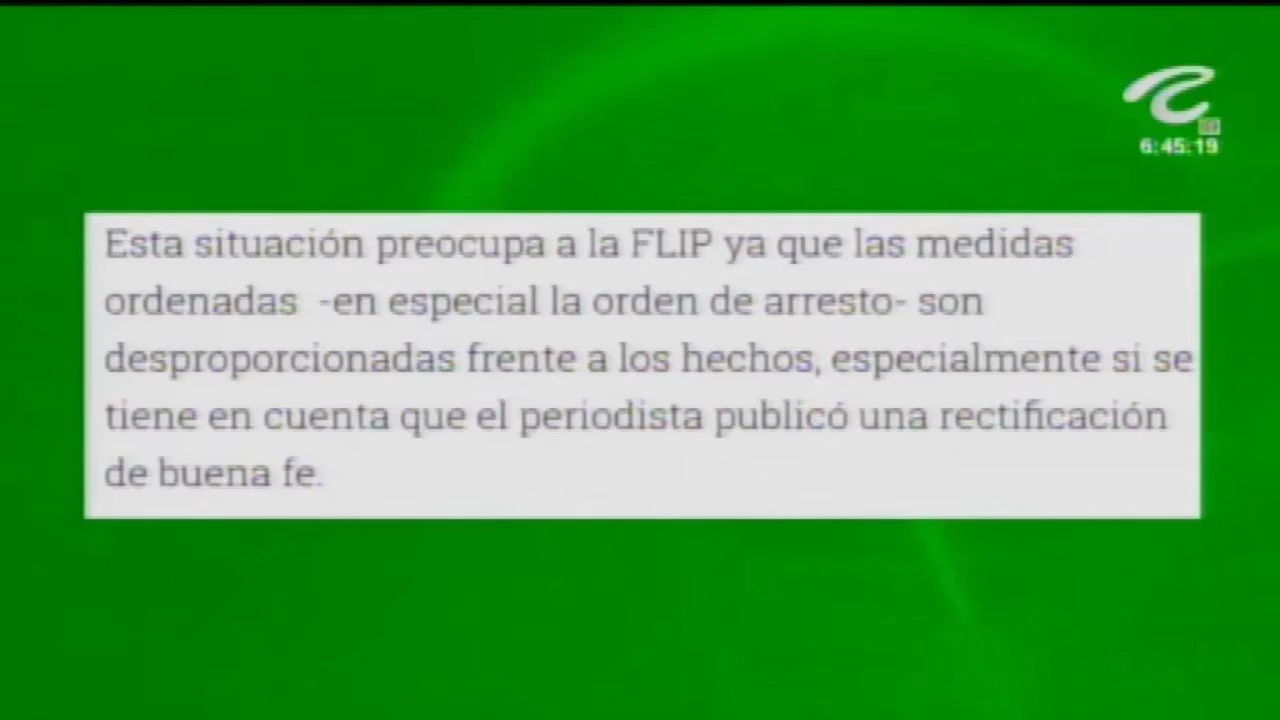 6:45:19
Esta situación preocupa a la FLIP ya que las medidas
ordenadas -en especial la orden de arresto- son
desproporcionadas frente a los hechos, especialmente si se
tiene en cuenta que el periodista publicó una rectificación
de buena fe.